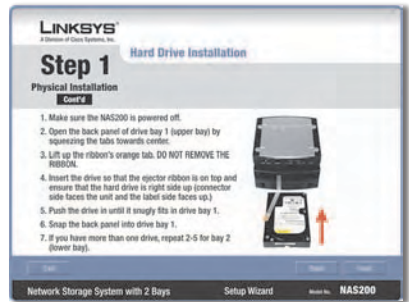 LINKSYS®
A Division of Cisco Systems, Inc.
Hard Drive Installation
Step 1
Physical Installation
Cont'd
1. Make sure the NAS200 is powered off.
2. Open the back panel of drive bay 1 (upper bay) by
squeezing the tabs towards center.
3. Lift up the ribbon's orange tab. DO NOT REMOVE THE
RIBBON.
4. Insert the drive so that the ejector ribbon is on top and
ensure that the hard drive is right side up (connector
side faces the unit and the label side faces up.)
5. Push the drive in until it snugly fits in drive bay 1.
6. Snap the back panel into drive bay 1.
7. If you have more than one drive, repeat 2-5 for bay 2
(lower bay).
Network Storage System with 2 Bays
Setup Wizard
Model No.
NAS200